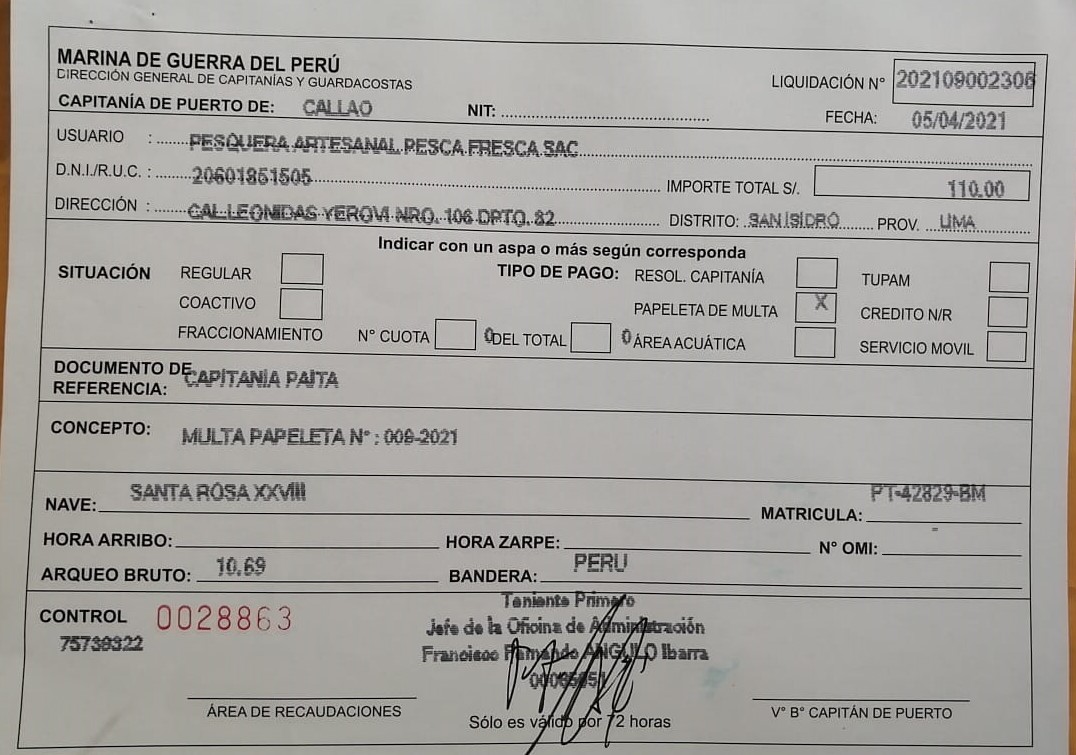 MARINA DE GUERRA DEL PERÚ
DIRECCIÓN GENERAL DE CAPITANÍAS Y GUARDACOSTAS
LIQUIDACIÓN N° 202109002306
CAPITANÍA DE PUERTO DE: CALLAO NIT:
FECHA: 05/04/2021
USUARIO : PESQUERA ARTESANAL PESCA FRESCA SAC
D.N.I./R.U.C. : 20601851505 IMPORTE TOTAL S/. 110.00
DIRECCIÓN : CAL.LEONIDAS YEROVI NRO. 106 DPTO. 82 DISTRITO: SAN ISIDRO PROV. LIMA
Indicar con un aspa o más según corresponda
SITUACIÓN REGULAR TIPO DE PAGO: RESOL. CAPITANÍA TUPAM
COACTIVO PAPELETA DE MULTA X CREDITO N/R
FRACCIONAMIENTO N° CUOTA 0 DEL TOTAL 0 ÁREA ACUÁTICA SERVICIO MOVIL
DOCUMENTO DE REFERENCIA: CAPITANIA PAITA
CONCEPTO: MULTA PAPELETA N° : 009-2021
NAVE: SANTA ROSA XXVIII MATRICULA: PT-42829-BM
HORA ARRIBO: HORA ZARPE: N° OMI: -
ARQUEO BRUTO: 10.69 BANDERA: PERU
CONTROL 0028863
75739322
Teniente Primero
Jefe de la Oficina de Administración
Francisco Fernando ANGULO Ibarra
ÁREA DE RECAUDACIONES
Sólo es válido por 72 horas
V° B° CAPITÁN DE PUERTO